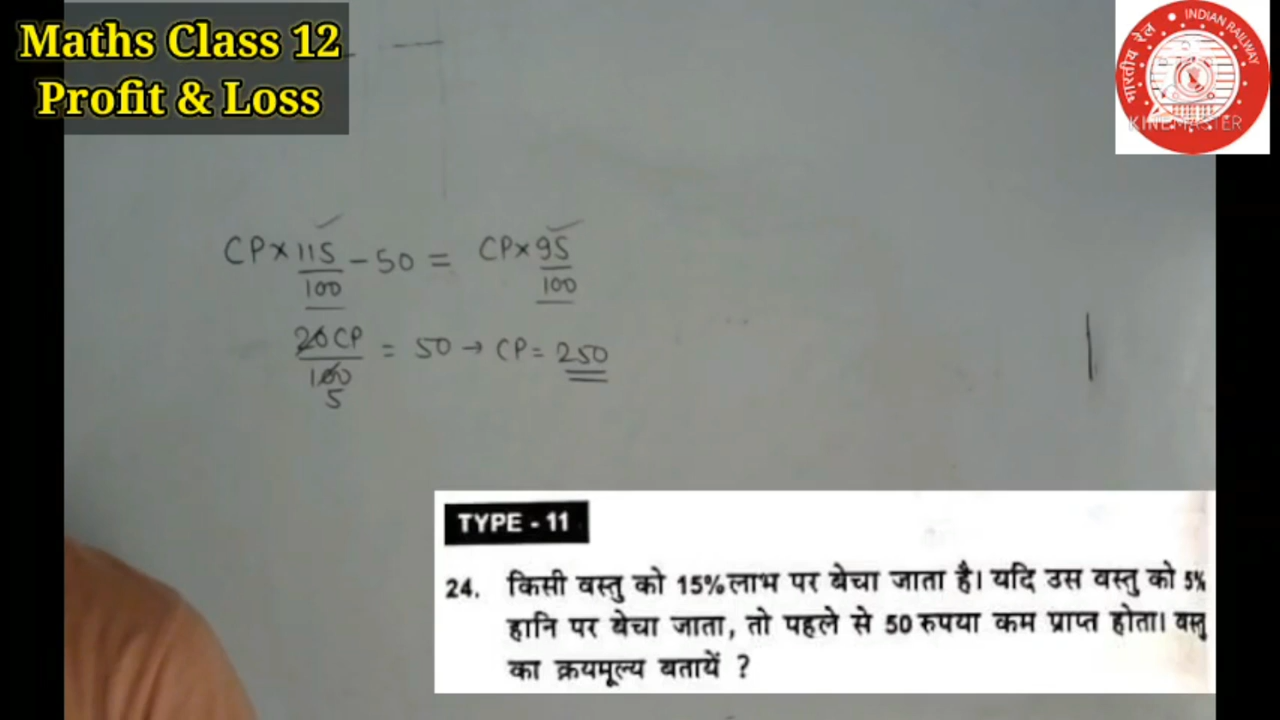 Maths Class 12
Profit & Loss
भारतीय रेल
INDIAN RAILWAY
KINEMASTER
CP×115/100 - 50 = CP×95/100
20CP/100 = 50 → CP = 250
5
TYPE - 11
24. किसी वस्तु को 15% लाभ पर बेचा जाता है। यदि उस वस्तु को 5%
हानि पर बेचा जाता, तो पहले से 50 रुपया कम प्राप्त होता। वस्तु
का क्रयमूल्य बतायें ?